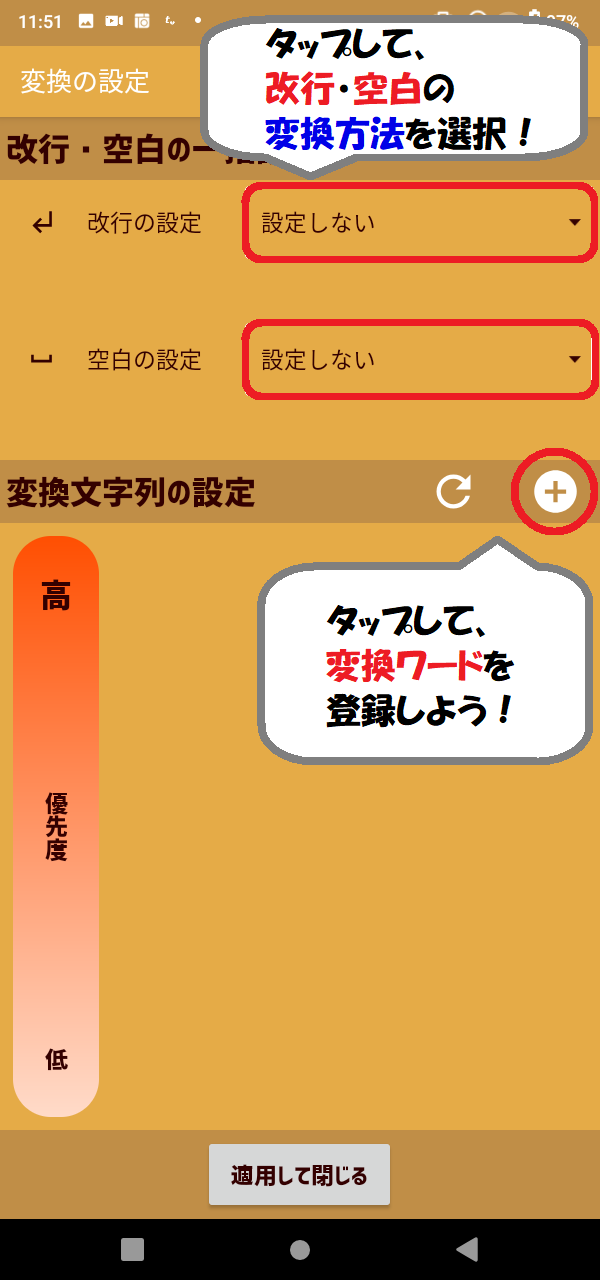 11:51
97%
タップして、
改行・空白の
変換方法を選択！
変換の設定
改行・空白の一括
改行の設定
設定しない
空白の設定
設定しない
変換文字列の設定
高
優先度
低
タップして、
変換ワードを
登録しよう！
適用して閉じる